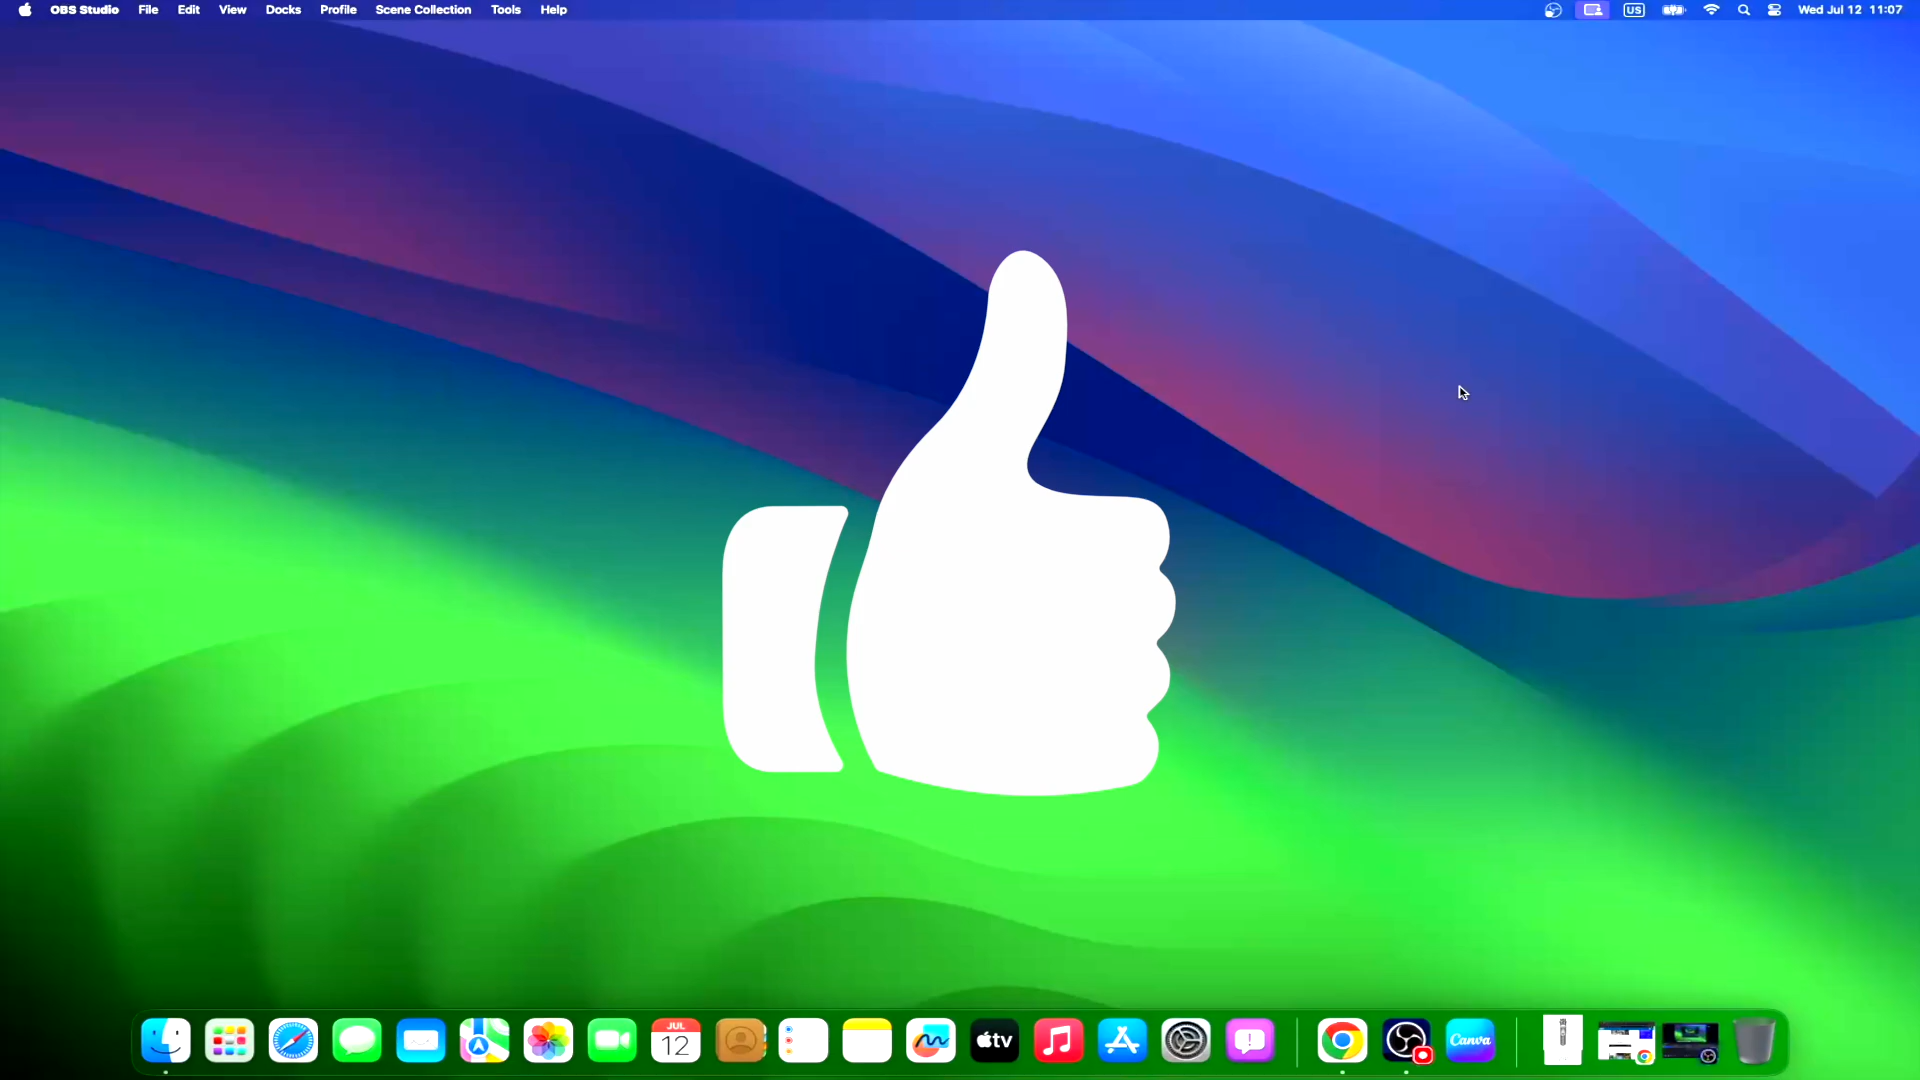 OBS Studio File Edit View Docks Profile Scene Collection Tools Help US Wed Jul 12 11:07
JUL
12
tv
Canva